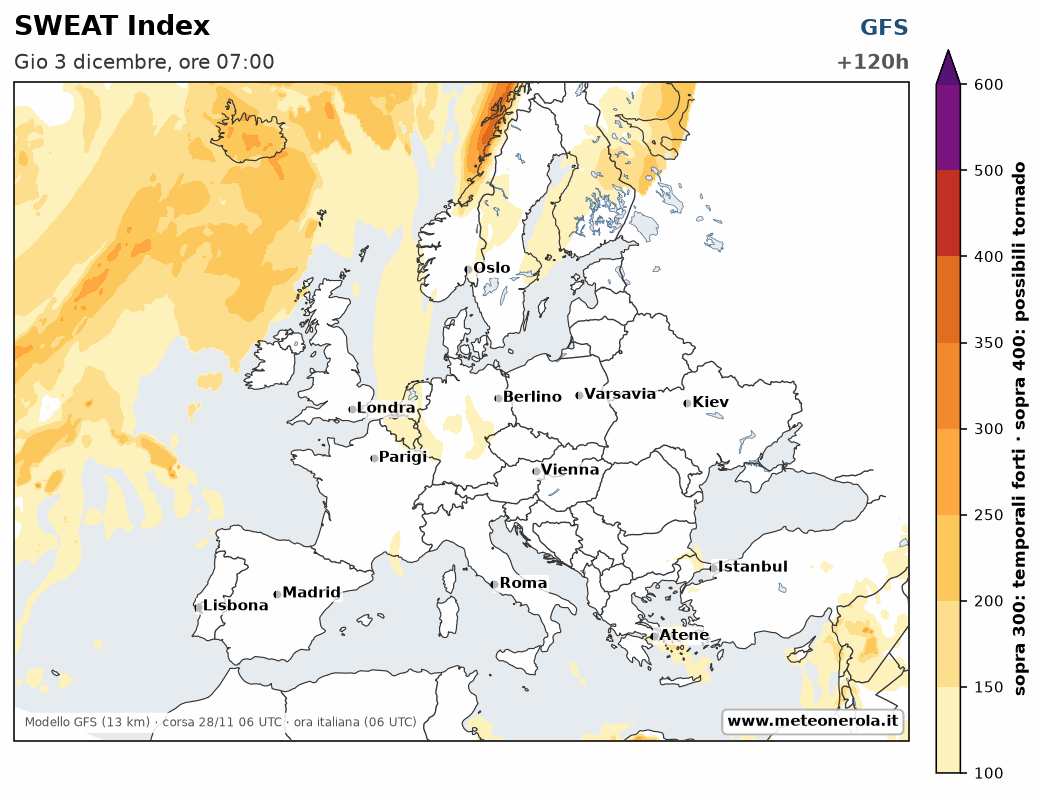 SWEAT Index
GFS
Gio 3 dicembre, ore 07:00
+120h
600
500
400
350
300
250
200
150
100
sopra 300: temporali forti · sopra 400: possibili tornado
Oslo
Berlino
Varsavia
Londra
Kiev
Parigi
Vienna
Istanbul
Roma
Madrid
Lisbona
Atene
Modello GFS (13 km) · corsa 28/11 06 UTC · ora italiana (06 UTC)
www.meteonerola.it